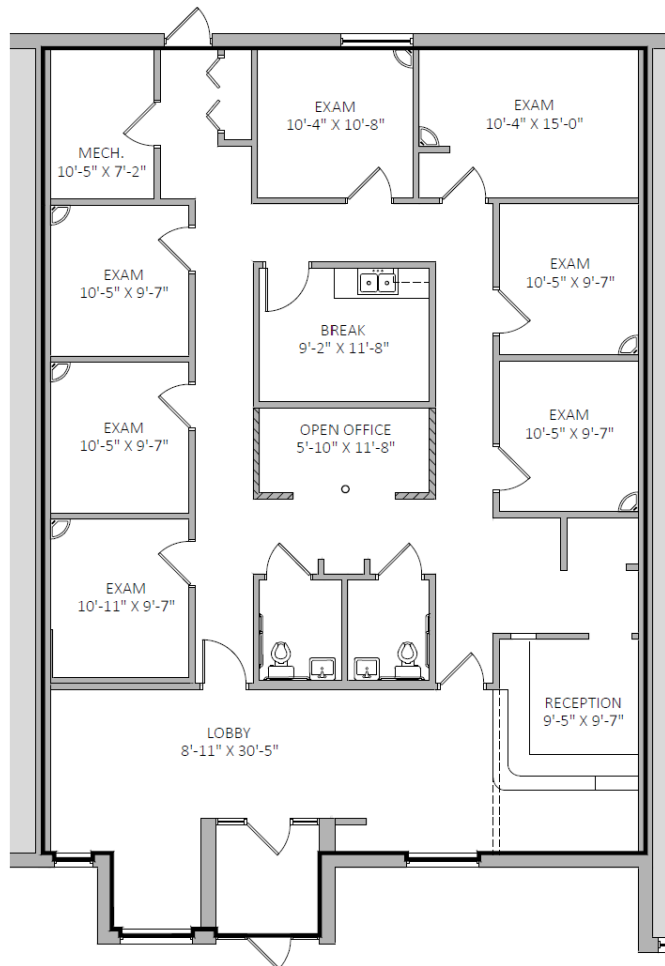 EXAM
10'-4" X 10'-8"
EXAM
10'-4" X 15'-0"
MECH.
10'-5" X 7'-2"
EXAM
10'-5" X 9'-7"
EXAM
10'-5" X 9'-7"
BREAK
9'-2" X 11'-8"
EXAM
10'-5" X 9'-7"
OPEN OFFICE
5'-10" X 11'-8"
EXAM
10'-5" X 9'-7"
EXAM
10'-11" X 9'-7"
LOBBY
8'-11" X 30'-5"
RECEPTION
9'-5" X 9'-7"